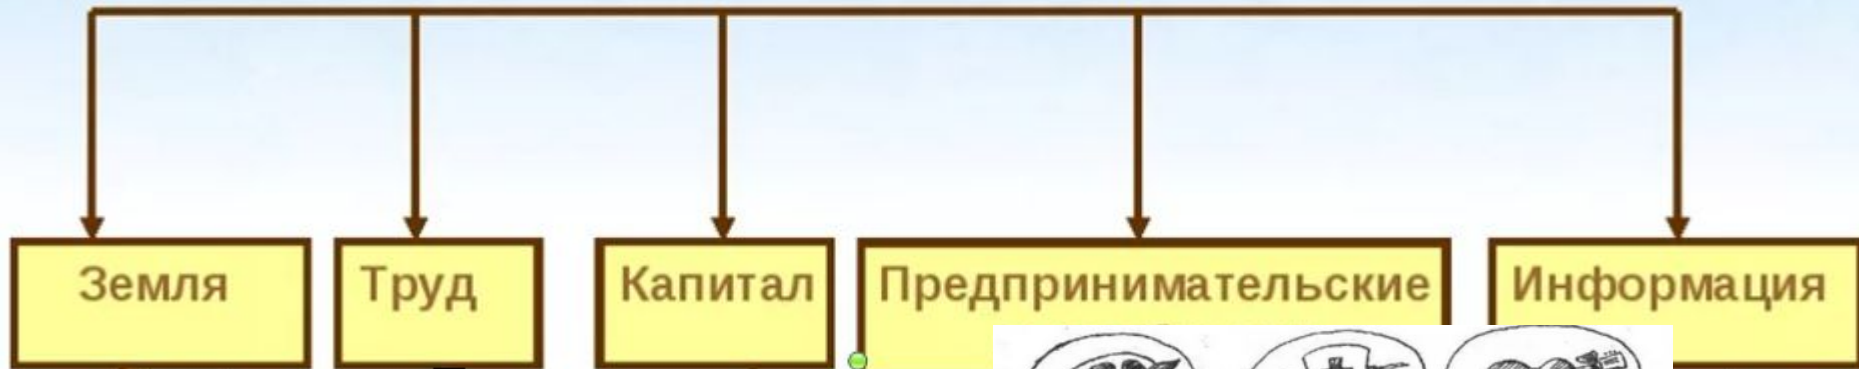 Земля
Труд
Капитал
Предпринимательские
Информация